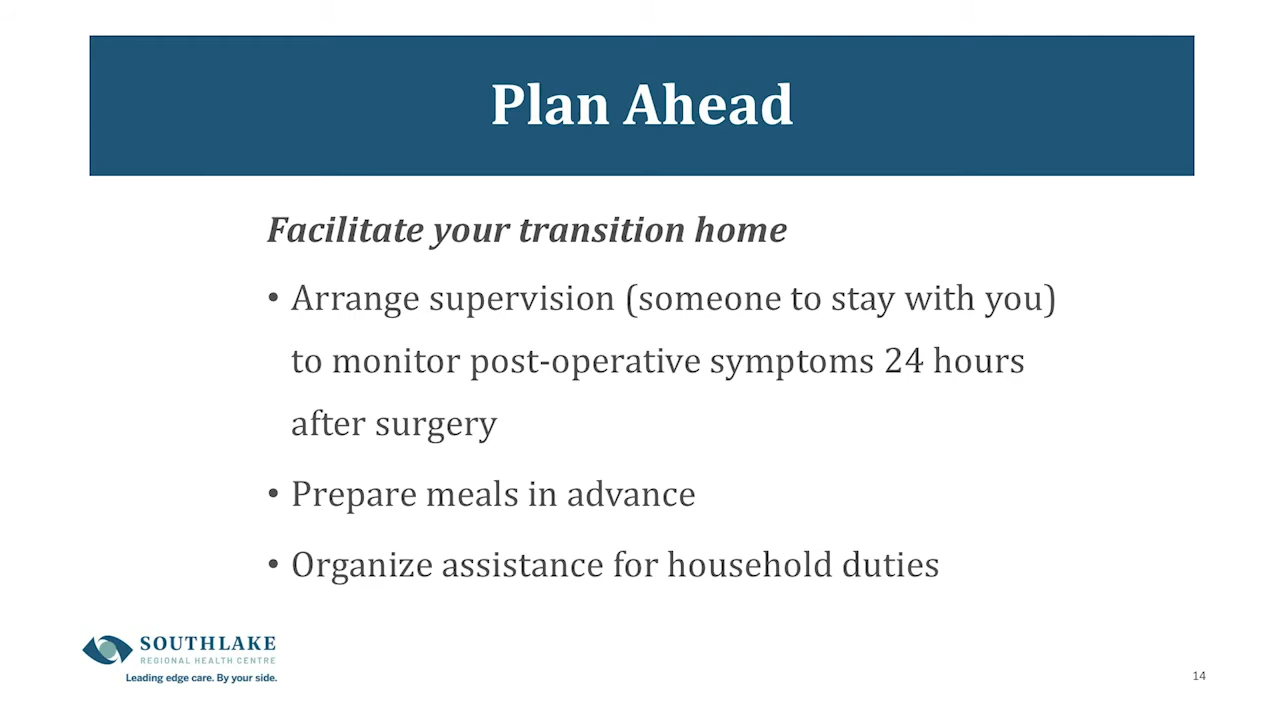 Plan Ahead
Facilitate your transition home
• Arrange supervision (someone to stay with you)
to monitor post-operative symptoms 24 hours
after surgery
• Prepare meals in advance
• Organize assistance for household duties
SOUTHLAKE
REGIONAL HEALTH CENTRE
Leading edge care. By your side.
14